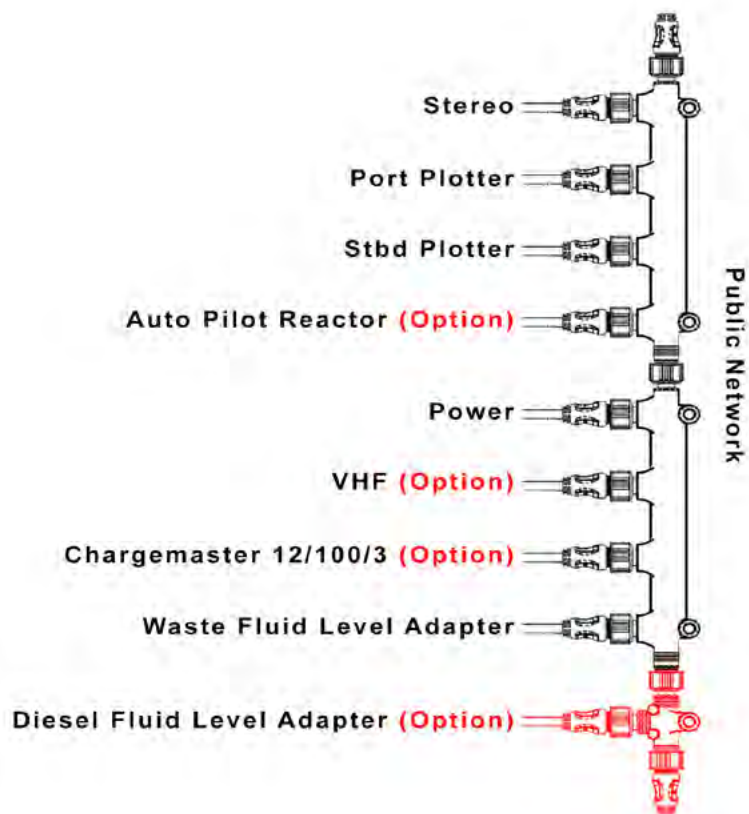 Stereo
Port Plotter
Stbd Plotter
Auto Pilot Reactor (Option)
Power
VHF (Option)
Chargemaster 12/100/3 (Option)
Waste Fluid Level Adapter
Diesel Fluid Level Adapter (Option)
Public Network